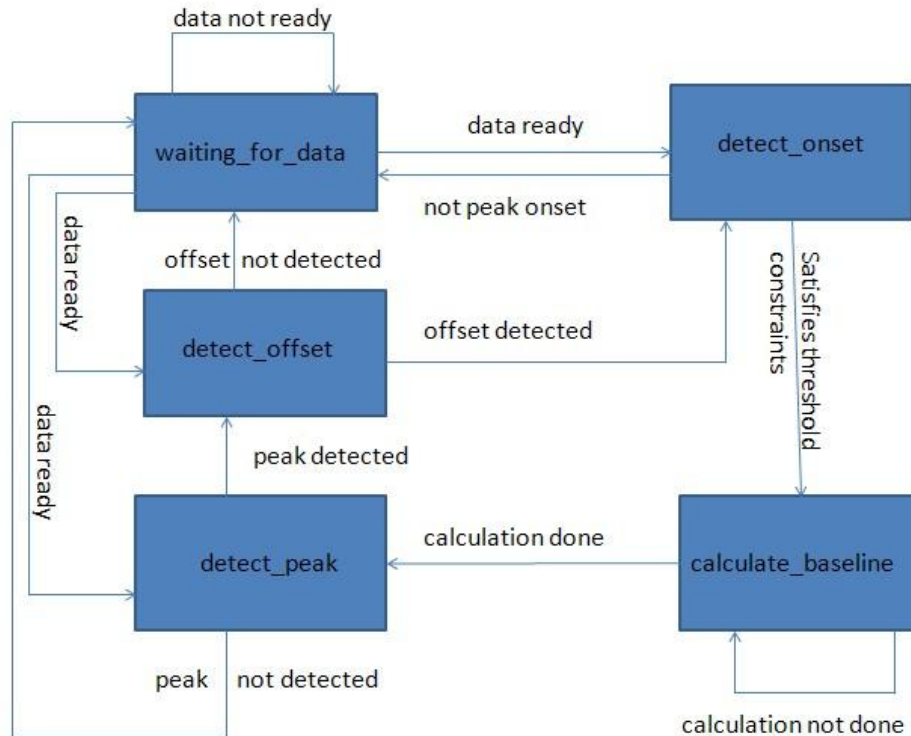 data not ready
waiting_for_data
data ready
detect_onset
not peak onset
data ready
offset not detected
Satisfies threshold
constraints
detect_offset
offset detected
data ready
peak detected
detect_peak
calculation done
calculate_baseline
peak not detected
calculation not done